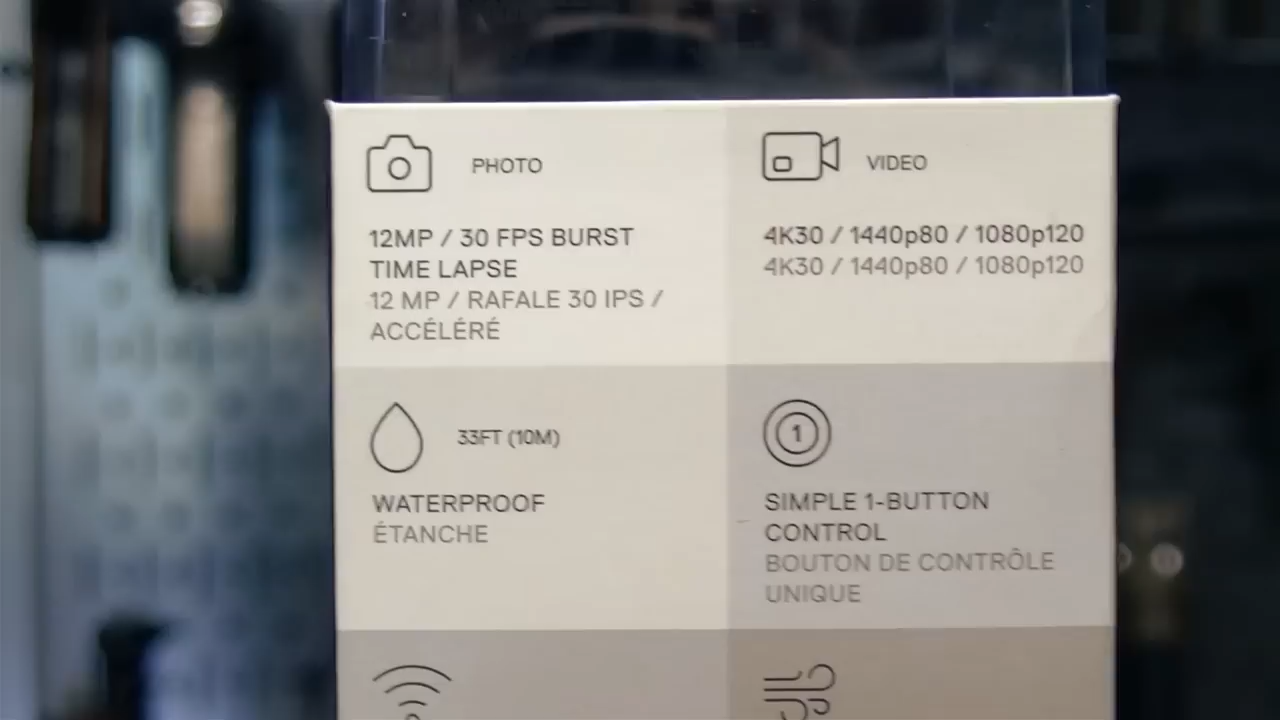 PHOTO
12MP / 30 FPS BURST
TIME LAPSE
12 MP / RAFALE 30 IPS /
ACCÉLÉRÉ
VIDEO
4K30 / 1440p80 / 1080p120
4K30 / 1440p80 / 1080p120
33FT (10M)
WATERPROOF
ÉTANCHE
1
SIMPLE 1-BUTTON
CONTROL
BOUTON DE CONTRÔLE
UNIQUE